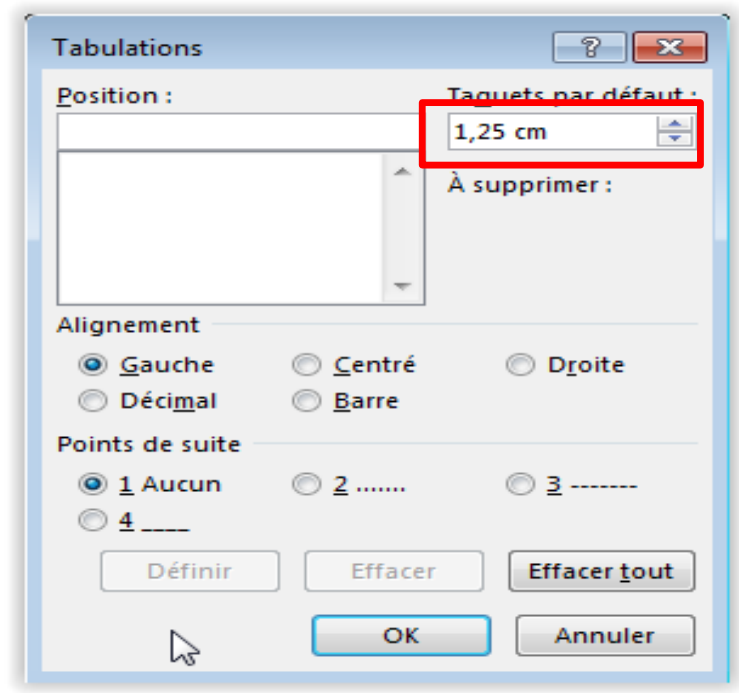 Tabulations
Position : Taquets par défaut :
1,25 cm
À supprimer :
Alignement
Gauche Centré Droite
Décimal Barre
Points de suite
1 Aucun 2 ....... 3 -------
4 ____
Définir Effacer Effacer tout
OK Annuler